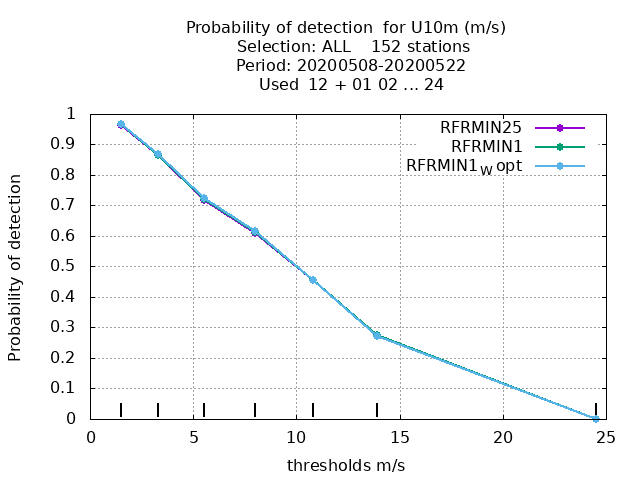 Probability of detection for U10m (m/s)
Selection: ALL 152 stations
Period: 20200508-20200522
Used 12 + 01 02 ... 24
RFRMIN25
RFRMIN1
RFRMIN1W opt
Probability of detection
1
0.9
0.8
0.7
0.6
0.5
0.4
0.3
0.2
0.1
0
0 5 10 15 20 25
thresholds m/s